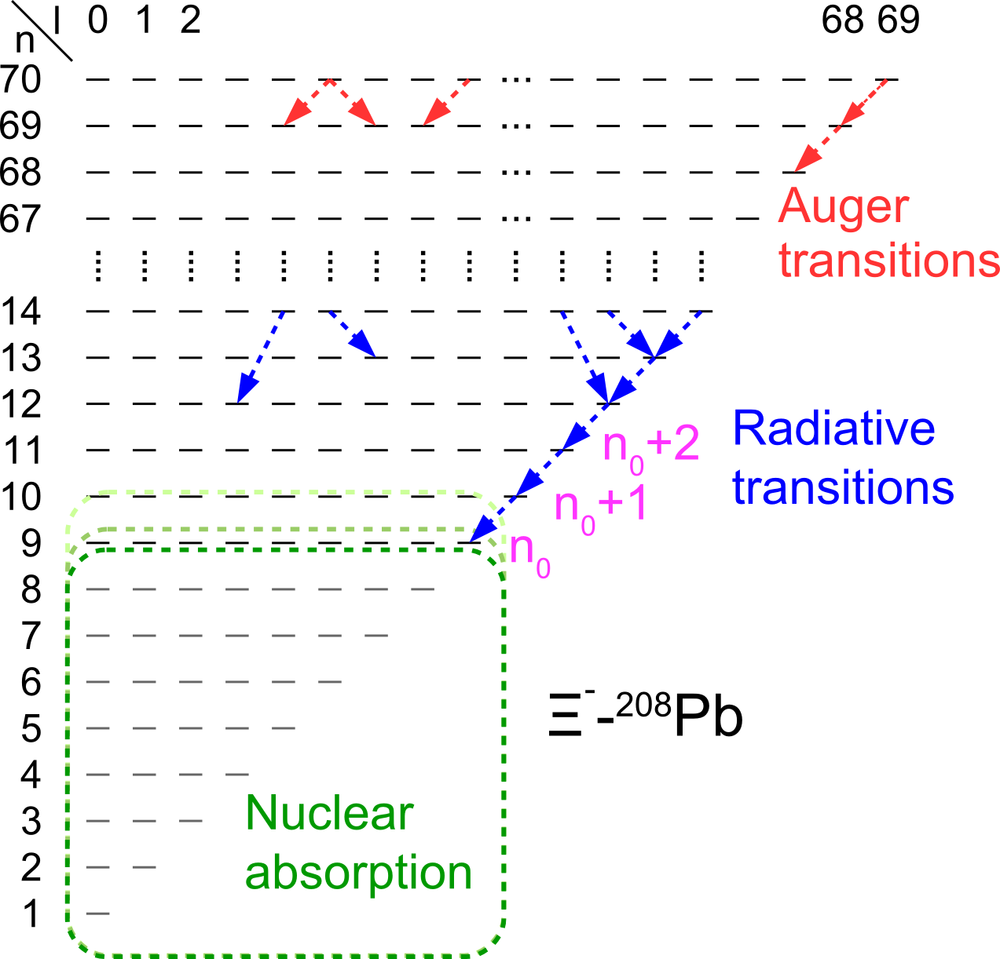 l 0 1 2 68 69
n
70 ...
69 ...
68 ...
67 ...
Auger
transitions
14
13
12
11
10
9
8
7
6
5
4
3
2
1
Radiative
transitions
n₀+2
n₀+1
n₀
Ξ⁻-²⁰⁸Pb
Nuclear
absorption